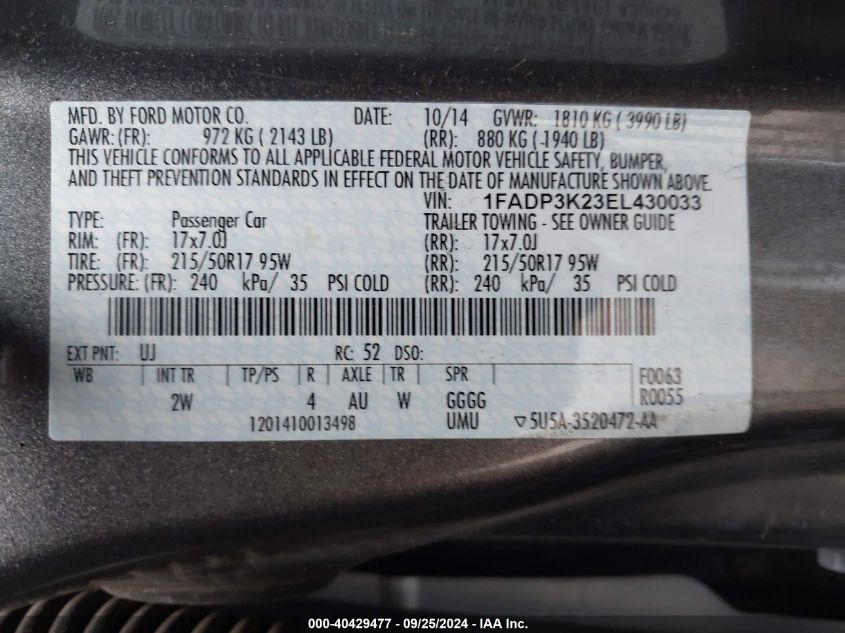 MFD. BY FORD MOTOR CO. DATE: 10/14 GVWR: 1810 KG ( 3990 LB)
GAWR: (FR): 972 KG ( 2143 LB) (RR): 880 KG ( 1940 LB)
THIS VEHICLE CONFORMS TO ALL APPLICABLE FEDERAL MOTOR VEHICLE SAFETY, BUMPER,
AND THEFT PREVENTION STANDARDS IN EFFECT ON THE DATE OF MANUFACTURE SHOWN ABOVE.
VIN: 1FADP3K23EL430033
TYPE: Passenger Car TRAILER TOWING - SEE OWNER GUIDE
RIM: (FR): 17x7.0J (RR): 17x7.0J
TIRE: (FR): 215/50R17 95W (RR): 215/50R17 95W
PRESSURE: (FR): 240 kPa/ 35 PSI COLD (RR): 240 kPa/ 35 PSI COLD
EXT PNT: UJ RC: 52 DSO:
WB INT TR TP/PS R AXLE TR SPR F0063
2W 4 AU W GGGG R0055
1201410013498 UMU ▽5U5A-3520472-AA
000-40429477 - 09/25/2024 - IAA Inc.